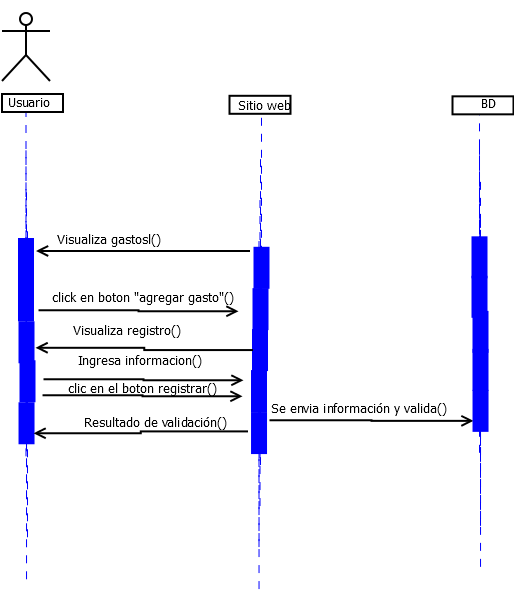 Usuario
Sitio web
BD
Visualiza gastosl()
click en boton "agregar gasto"()
Visualiza registro()
Ingresa informacion()
clic en el boton registrar()
Se envia información y valida()
Resultado de validación()